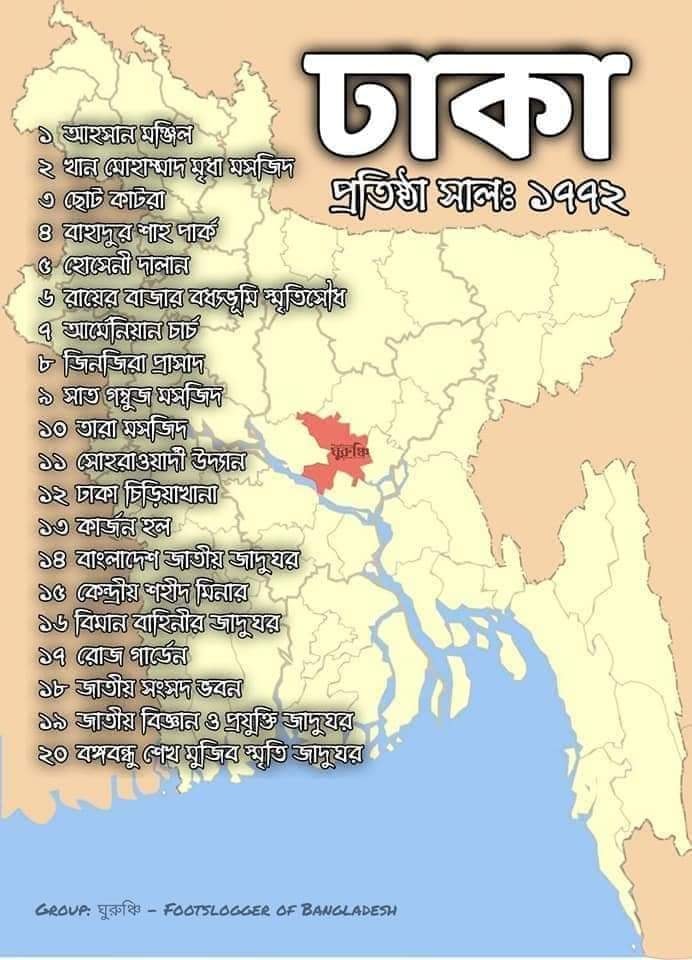 ঢাকা
প্রতিষ্ঠা সালঃ ১৭৭২
১ আহসান মঞ্জিল
২ খান মোহাম্মাদ মৃধা মসজিদ
৩ ছোট কাটরা
৪ বাহাদুর শাহ পার্ক
৫ হোসেনী দালান
৬ রায়ের বাজার বধ্যভূমি স্মৃতিসৌধ
৭ আর্মেনিয়ান চার্চ
৮ জিনজিরা প্রাসাদ
৯ সাত গম্বুজ মসজিদ
১০ তারা মসজিদ
১১ সোহরাওয়ার্দী উদ্যান
১২ ঢাকা চিড়িয়াখানা
১৩ কার্জন হল
১৪ বাংলাদেশ জাতীয় জাদুঘর
১৫ কেন্দ্রীয় শহীদ মিনার
১৬ বিমান বাহিনীর জাদুঘর
১৭ রোজ গার্ডেন
১৮ জাতীয় সংসদ ভবন
১৯ জাতীয় বিজ্ঞান ও প্রযুক্তি জাদুঘর
২০ বঙ্গবন্ধু শেখ মুজিব স্মৃতি জাদুঘর
ঘুরুঞ্চি
Group: ঘুরুঞ্চি – Footslogger of Bangladesh